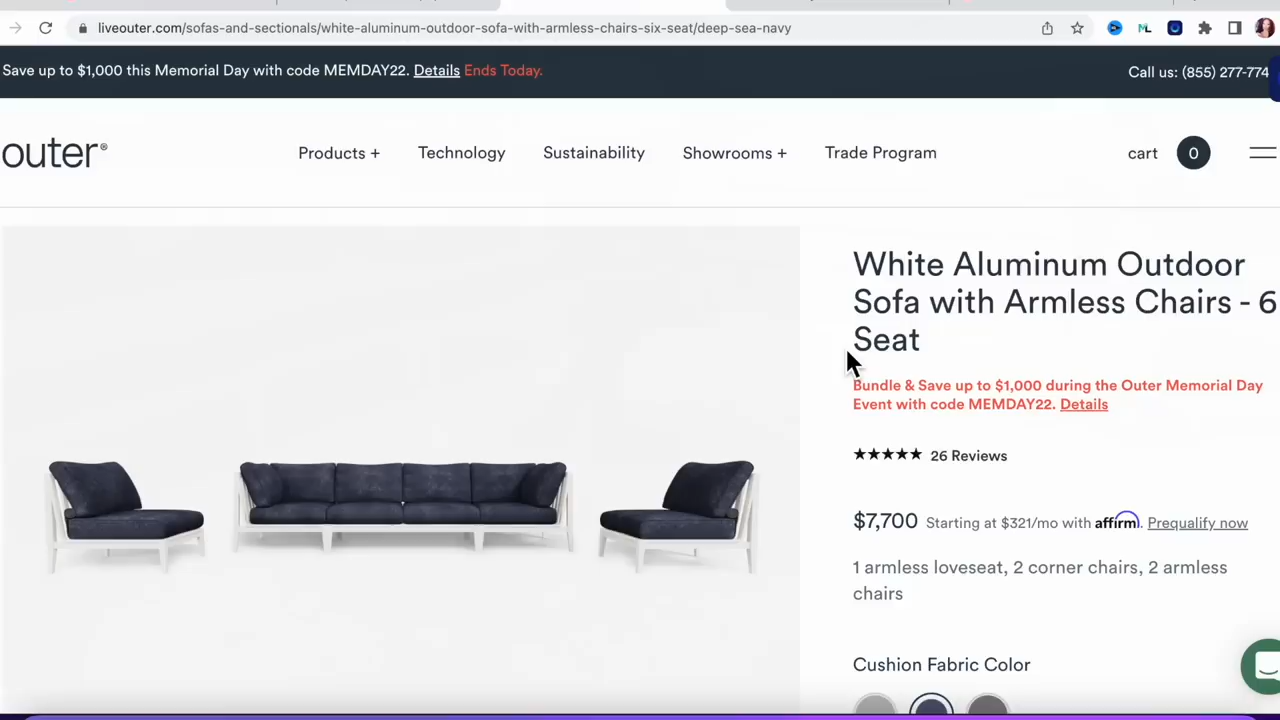 liveouter.com/sofas-and-sectionals/white-aluminum-outdoor-sofa-with-armless-chairs-six-seat/deep-sea-navy
ML
Save up to $1,000 this Memorial Day with code MEMDAY22. Details Ends Today.
Call us: (855) 277-774
outer®
Products +
Technology
Sustainability
Showrooms +
Trade Program
cart
0
White Aluminum Outdoor
Sofa with Armless Chairs - 6
Seat
Bundle & Save up to $1,000 during the Outer Memorial Day
Event with code MEMDAY22. Details
★★★★★ 26 Reviews
$7,700 Starting at $321/mo with affirm. Prequalify now
1 armless loveseat, 2 corner chairs, 2 armless
chairs
Cushion Fabric Color